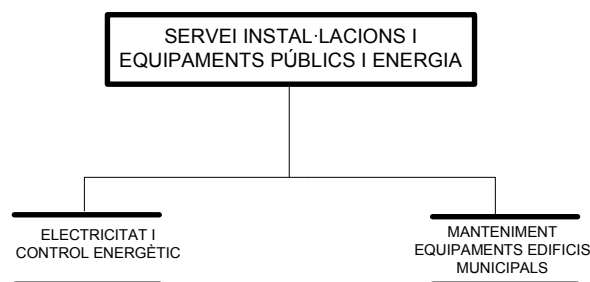 SERVEI INSTAL·LACIONS I
EQUIPAMENTS PÚBLICS I ENERGIA
ELECTRICITAT I
CONTROL ENERGÈTIC
MANTENIMENT
EQUIPAMENTS EDIFICIS
MUNICIPALS